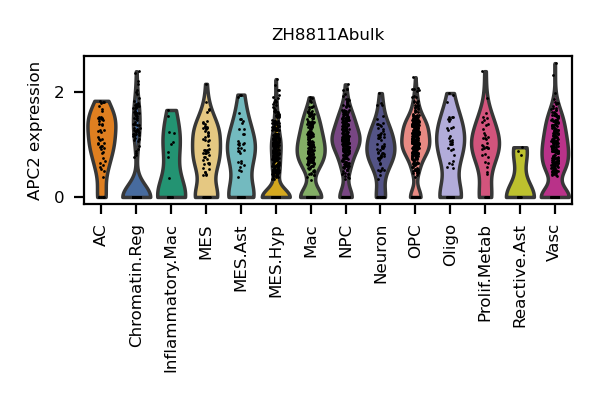 ZH8811Abulk
APC2 expression
2
0
AC
Chromatin.Reg
Inflammatory.Mac
MES
MES.Ast
MES.Hyp
Mac
NPC
Neuron
OPC
Oligo
Prolif.Metab
Reactive.Ast
Vasc